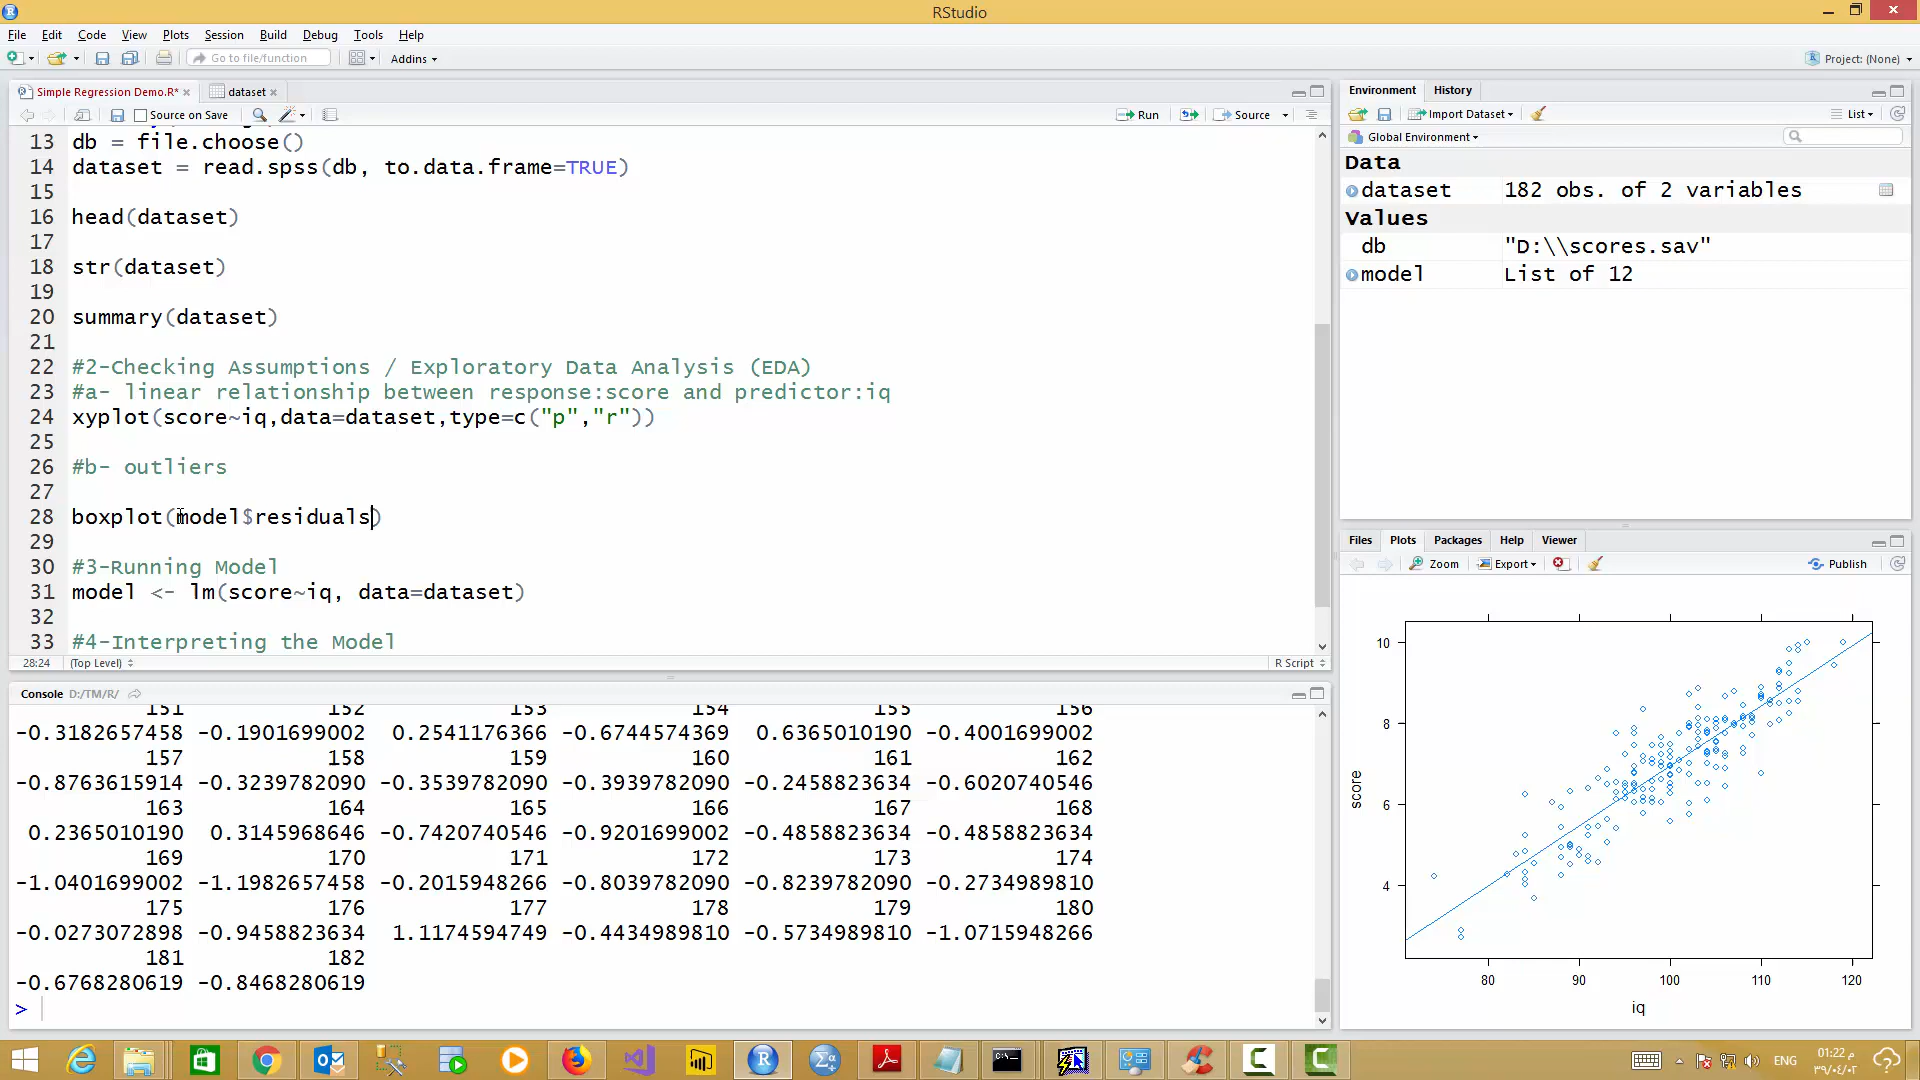 RStudio
File Edit Code View Plots Session Build Debug Tools Help
Go to file/function Addins Project: (None)
Simple Regression Demo.R* dataset
Source on Save Run Source
13 db = file.choose()
14 dataset = read.spss(db, to.data.frame=TRUE)
15
16 head(dataset)
17
18 str(dataset)
19
20 summary(dataset)
21
22 #2-Checking Assumptions / Exploratory Data Analysis (EDA)
23 #a- linear relationship between response:score and predictor:iq
24 xyplot(score~iq,data=dataset,type=c("p","r"))
25
26 #b- outliers
27
28 boxplot(model$residuals)
29
30 #3-Running Model
31 model <- lm(score~iq, data=dataset)
32
33 #4-Interpreting the Model
28:24 (Top Level) R Script
Console D:/TM/R/
151 152 153 154 155 156
-0.3182657458 -0.1901699002 0.2541176366 -0.6744574369 0.6365010190 -0.4001699002
157 158 159 160 161 162
-0.8763615914 -0.3239782090 -0.3539782090 -0.3939782090 -0.2458823634 -0.6020740546
163 164 165 166 167 168
0.2365010190 0.3145968646 -0.7420740546 -0.9201699002 -0.4858823634 -0.4858823634
169 170 171 172 173 174
-1.0401699002 -1.1982657458 -0.2015948266 -0.8039782090 -0.8239782090 -0.2734989810
175 176 177 178 179 180
-0.0273072898 -0.9458823634 1.1174594749 -0.4434989810 -0.5734989810 -1.0715948266
181 182
-0.6768280619 -0.8468280619
>
Environment History
Import Dataset List
Global Environment
Data
dataset 182 obs. of 2 variables
Values
db "D:\\scores.sav"
model List of 12
Files Plots Packages Help Viewer
Zoom Export Publish
10
8
6
4
score
80 90 100 110 120
iq
ENG
01:22 م
٣٩/٠٤/٠٢